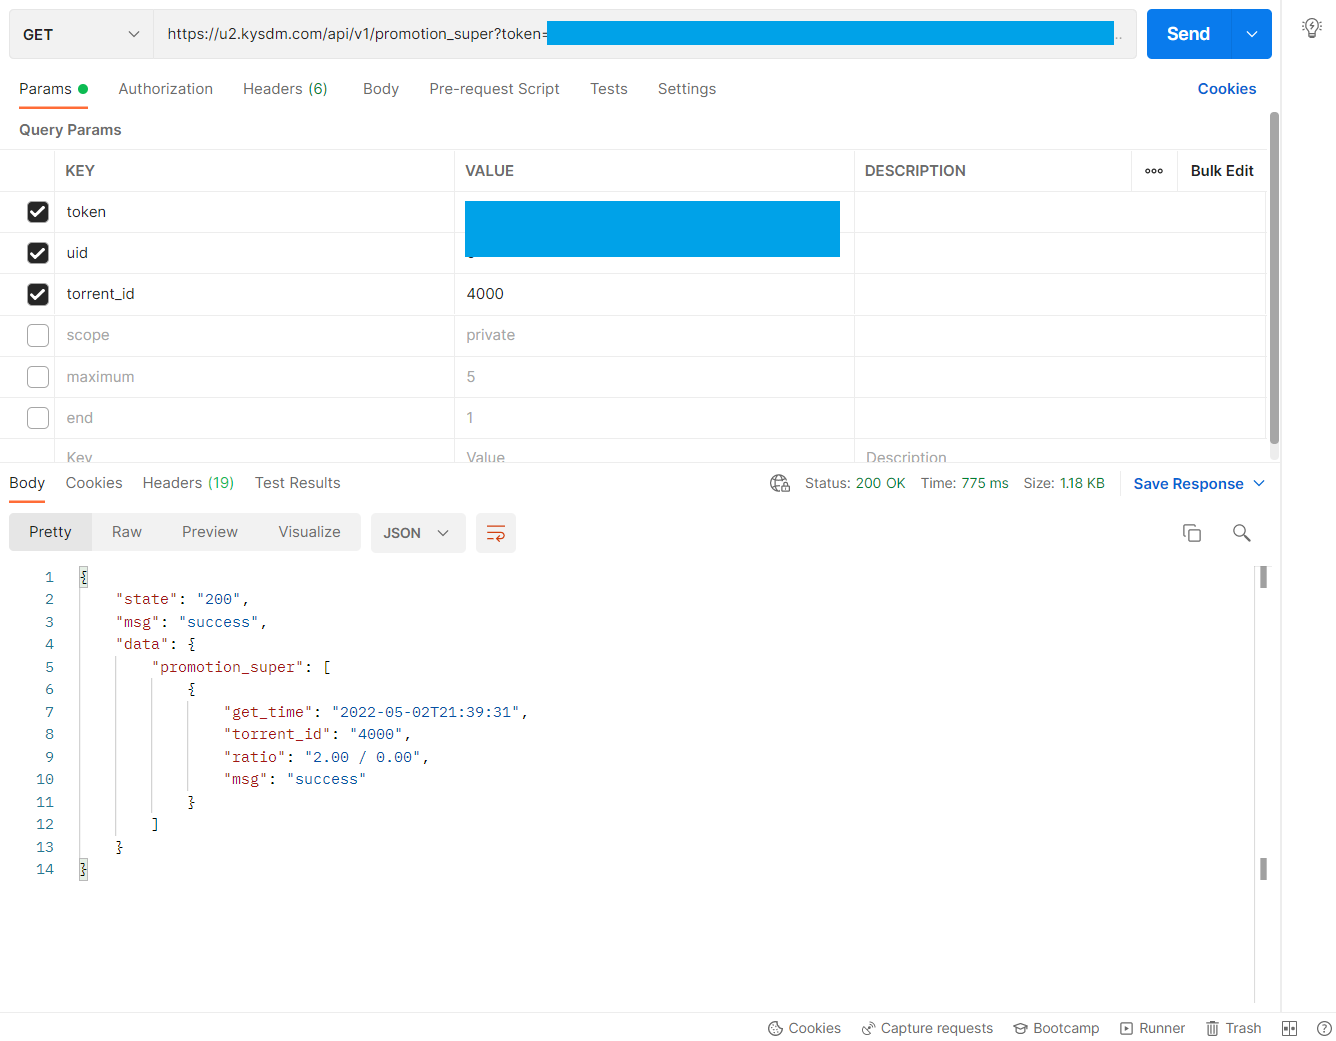 GET
https://u2.kysdm.com/api/v1/promotion_super?token=
..
Send
Params
Authorization
Headers (6)
Body
Pre-request Script
Tests
Settings
Cookies
Query Params
KEY
VALUE
DESCRIPTION
Bulk Edit
token
uid
torrent_id
4000
scope
private
maximum
5
end
1
Key
Value
Description
Body
Cookies
Headers (19)
Test Results
Status: 200 OK
Time: 775 ms
Size: 1.18 KB
Save Response
Pretty
Raw
Preview
Visualize
JSON
1 {
2 "state": "200",
3 "msg": "success",
4 "data": {
5 "promotion_super": [
6 {
7 "get_time": "2022-05-02T21:39:31",
8 "torrent_id": "4000",
9 "ratio": "2.00 / 0.00",
10 "msg": "success"
11 }
12 ]
13 }
14 }
Cookies
Capture requests
Bootcamp
Runner
Trash